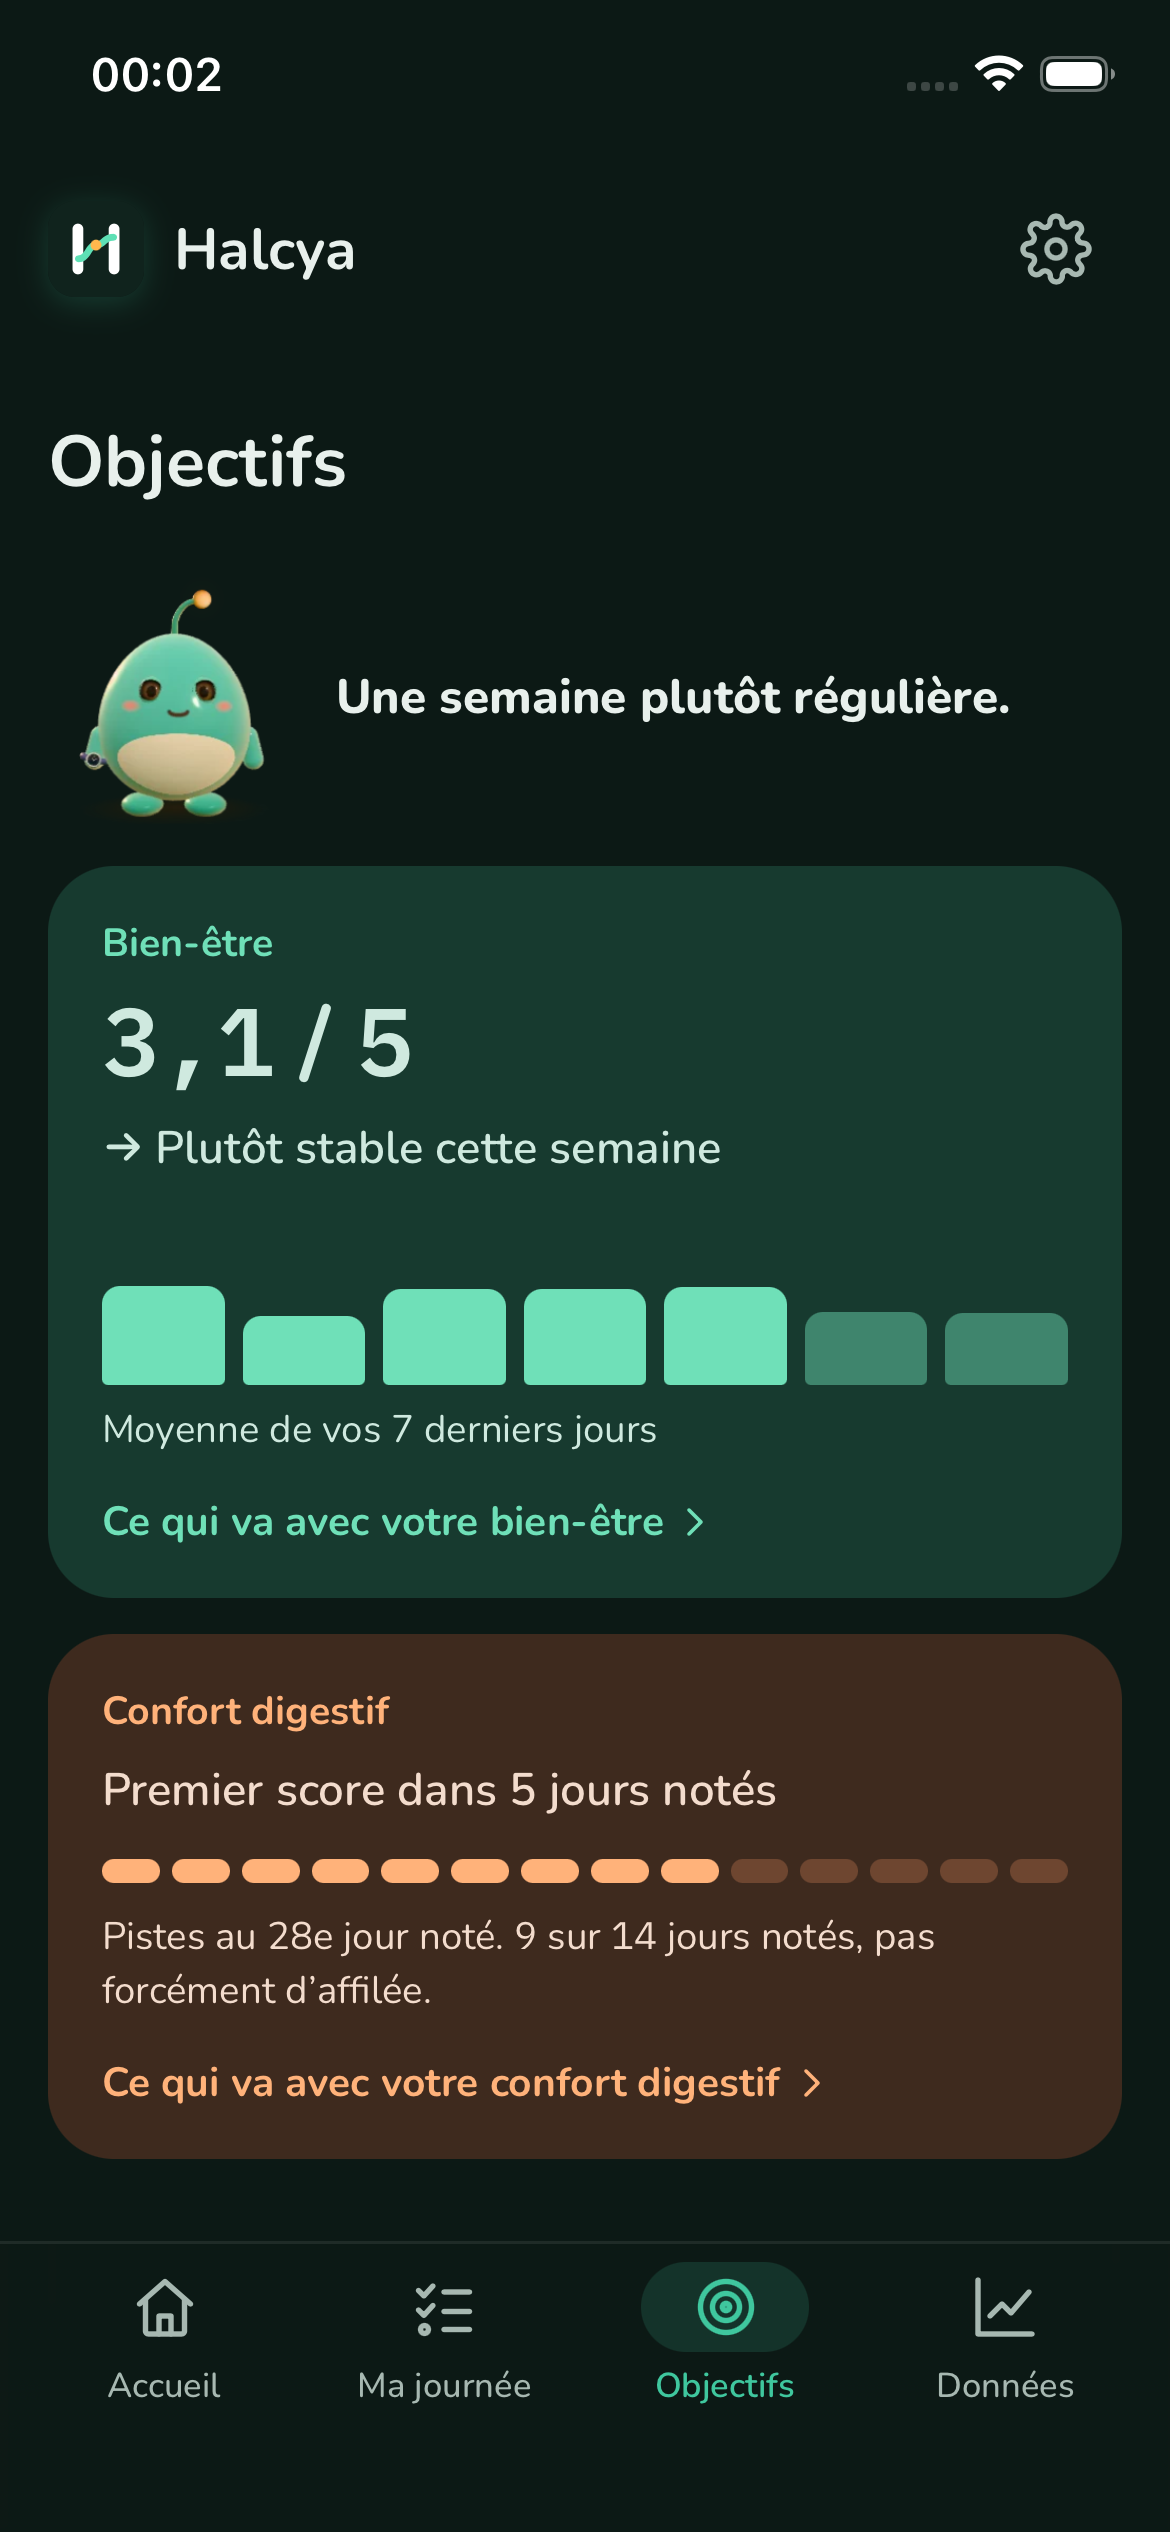 00:02
Halcya
Objectifs
Une semaine plutôt régulière.
Bien-être
3,1/5
→ Plutôt stable cette semaine
Moyenne de vos 7 derniers jours
Ce qui va avec votre bien-être >
Confort digestif
Premier score dans 5 jours notés
Pistes au 28e jour noté. 9 sur 14 jours notés, pas
forcément d’affilée.
Ce qui va avec votre confort digestif >
Accueil
Ma journée
Objectifs
Données